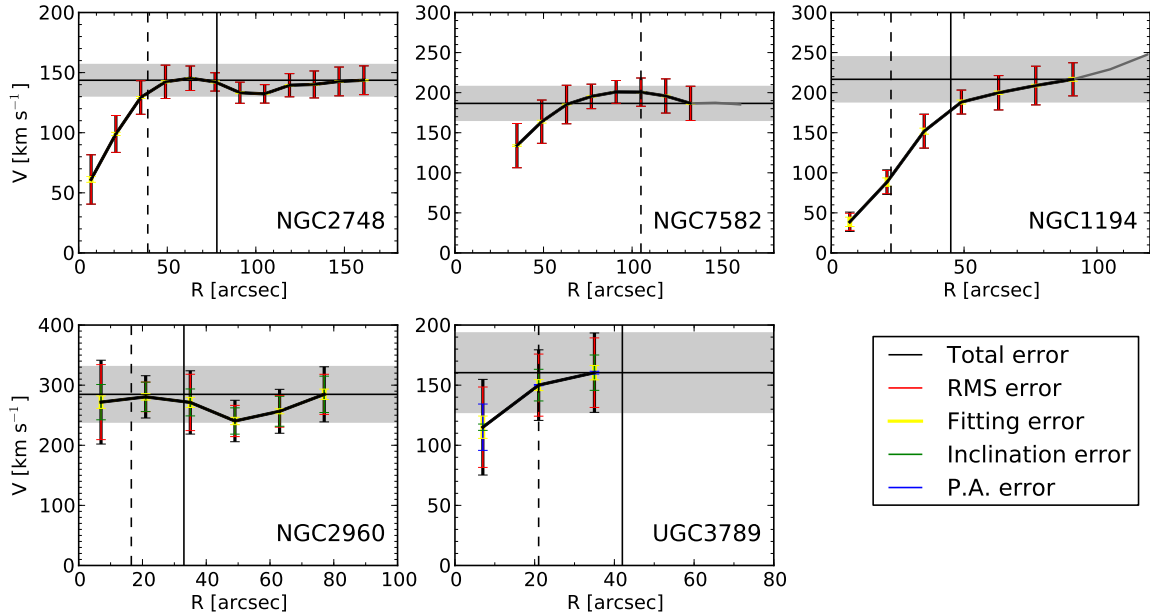 200
150
100
50
0
V [km s⁻¹]
NGC2748
0 50 100 150
R [arcsec]
300
250
200
150
100
50
0
NGC7582
0 50 100 150
R [arcsec]
300
250
200
150
100
50
0
NGC1194
0 50 100
R [arcsec]
400
300
200
100
0
V [km s⁻¹]
NGC2960
0 20 40 60 80 100
R [arcsec]
200
150
100
50
0
UGC3789
0 20 40 60 80
R [arcsec]
Total error
RMS error
Fitting error
Inclination error
P.A. error